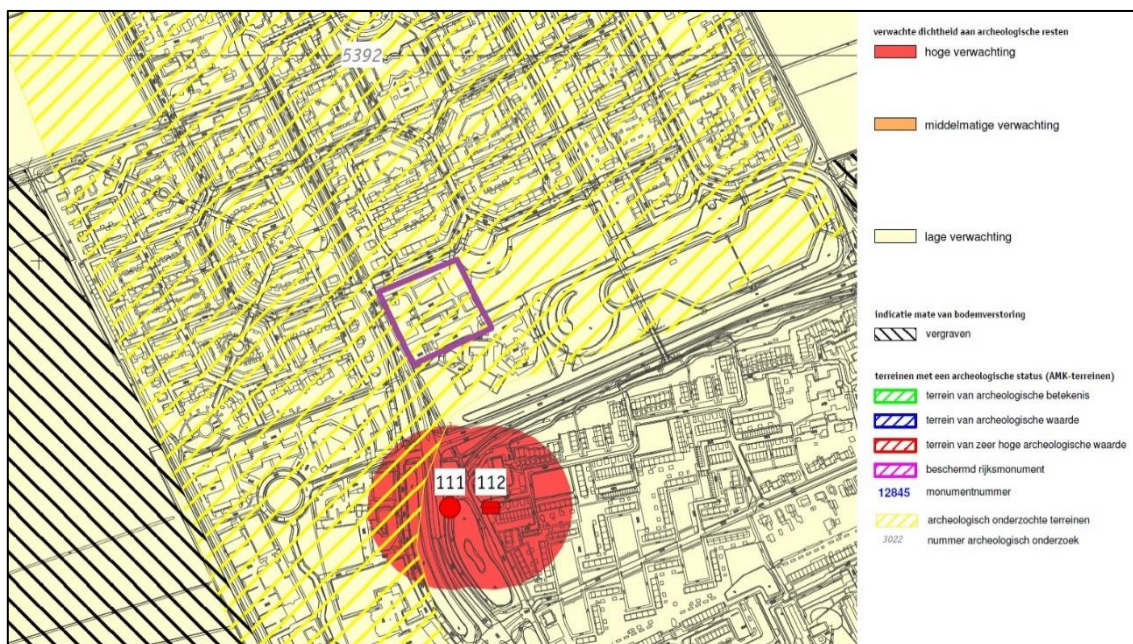 5392
111 112
verwachte dichtheid aan archeologische resten
hoge verwachting
middelmatige verwachting
lage verwachting
indicatie mate van bodemverstoring
vergraven
terreinen met een archeologische status (AMK-terreinen)
terrein van archeologische betekenis
terrein van archeologische waarde
terrein van zeer hoge archeologische waarde
beschermd rijksmonument
12845 monumentnummer
archeologisch onderzochte terreinen
3022 nummer archeologisch onderzoek